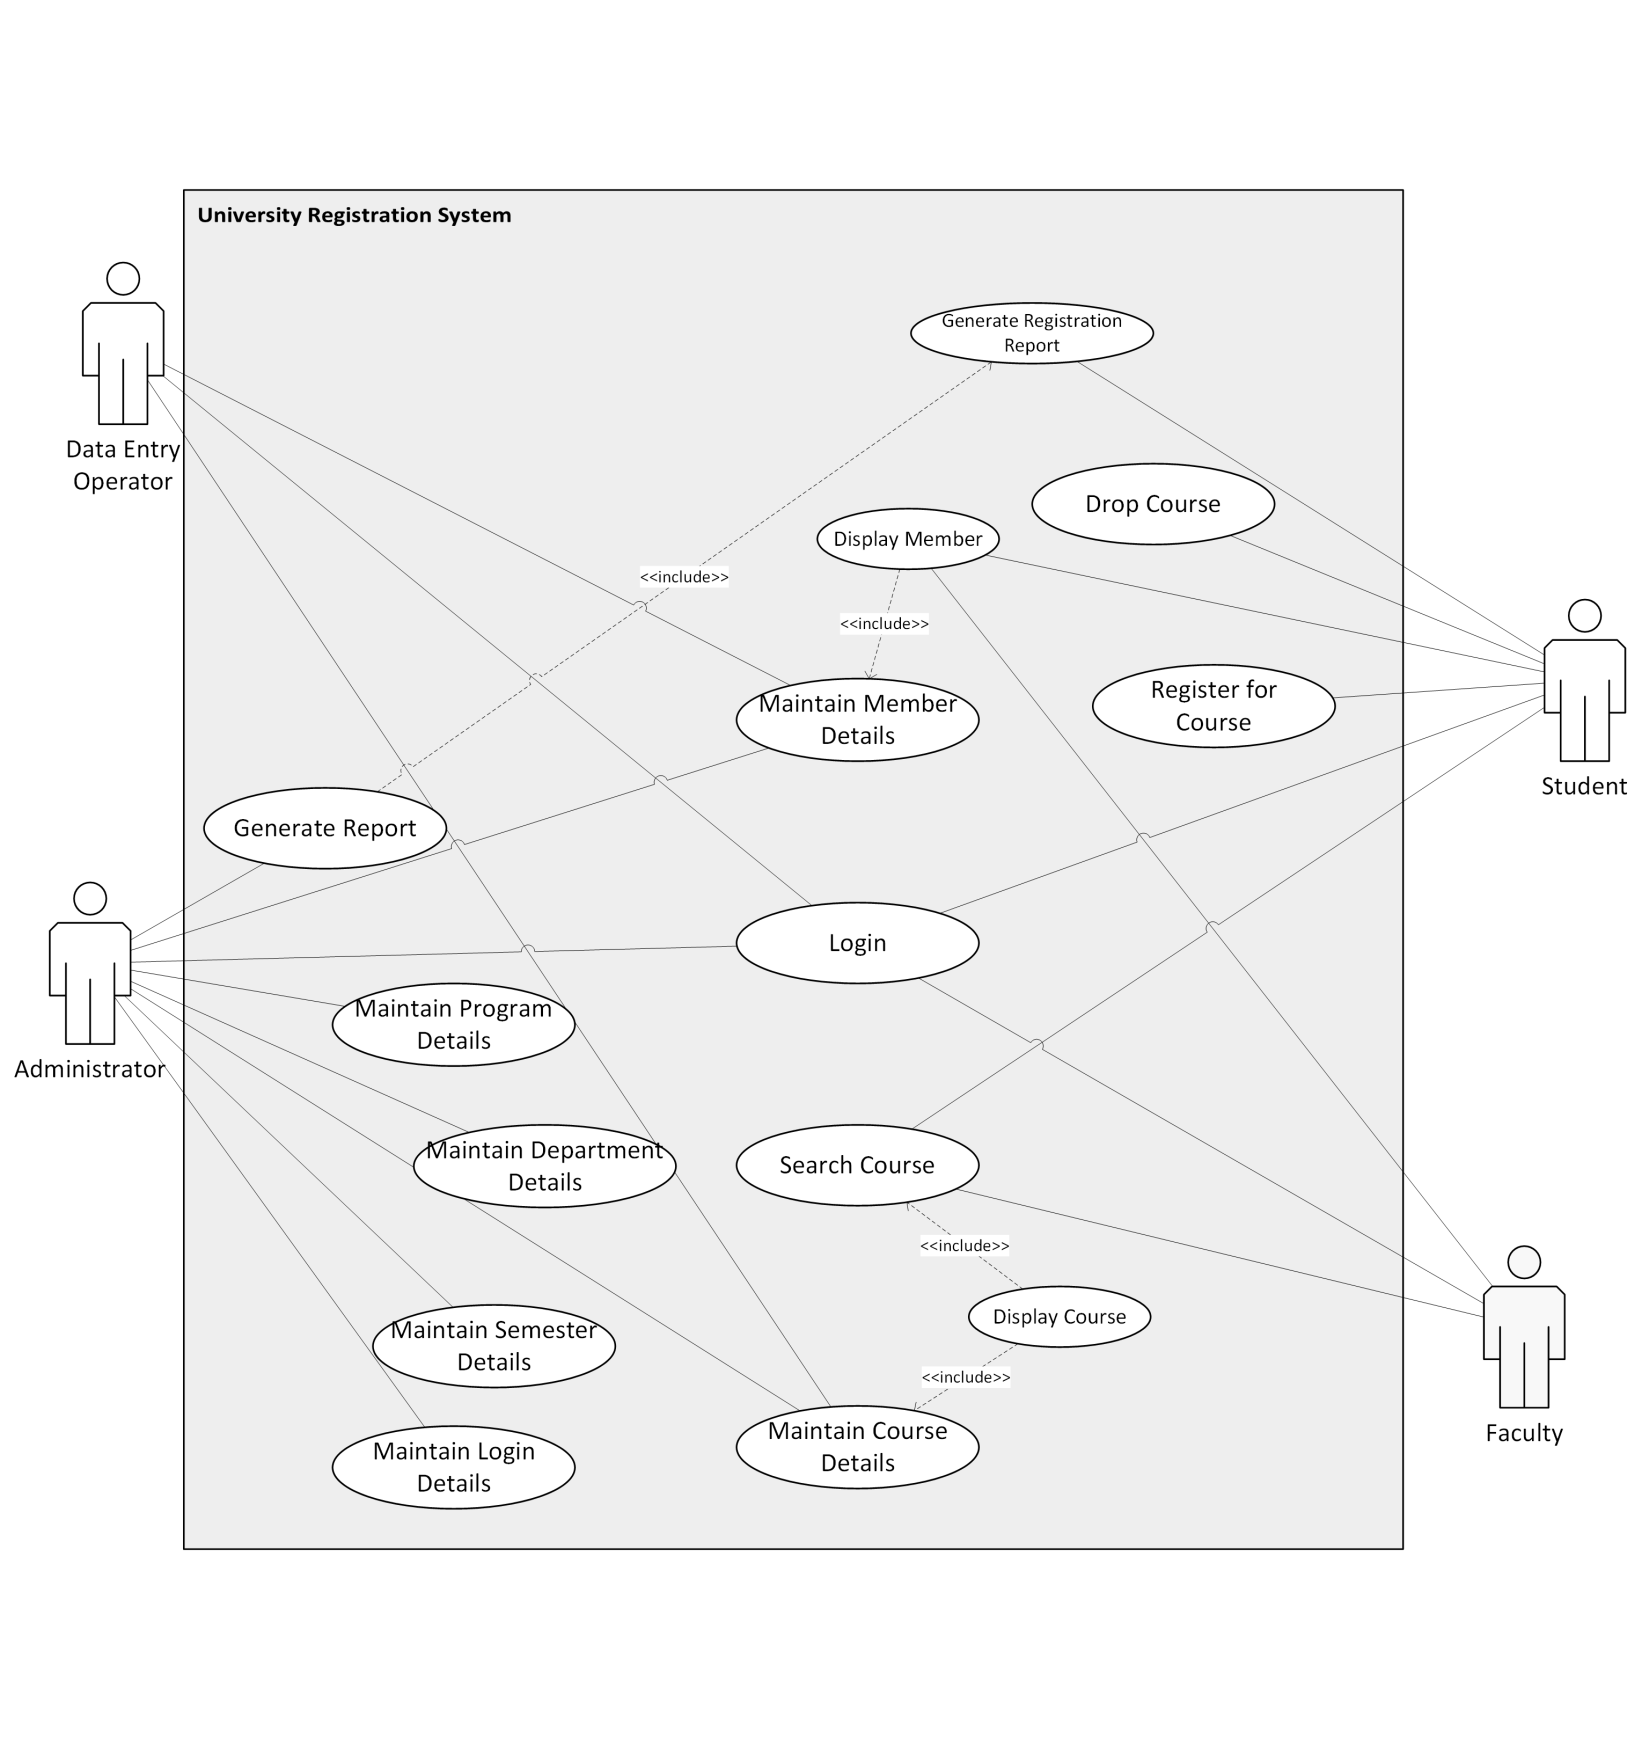 University Registration System
Data Entry
Operator
Generate Registration
Report
Drop Course
Display Member
<<include>>
<<include>>
Maintain Member
Details
Register for
Course
Student
Generate Report
Login
Administrator
Maintain Program
Details
Maintain Department
Details
Search Course
<<include>>
Display Course
Maintain Semester
Details
<<include>>
Maintain Course
Details
Faculty
Maintain Login
Details